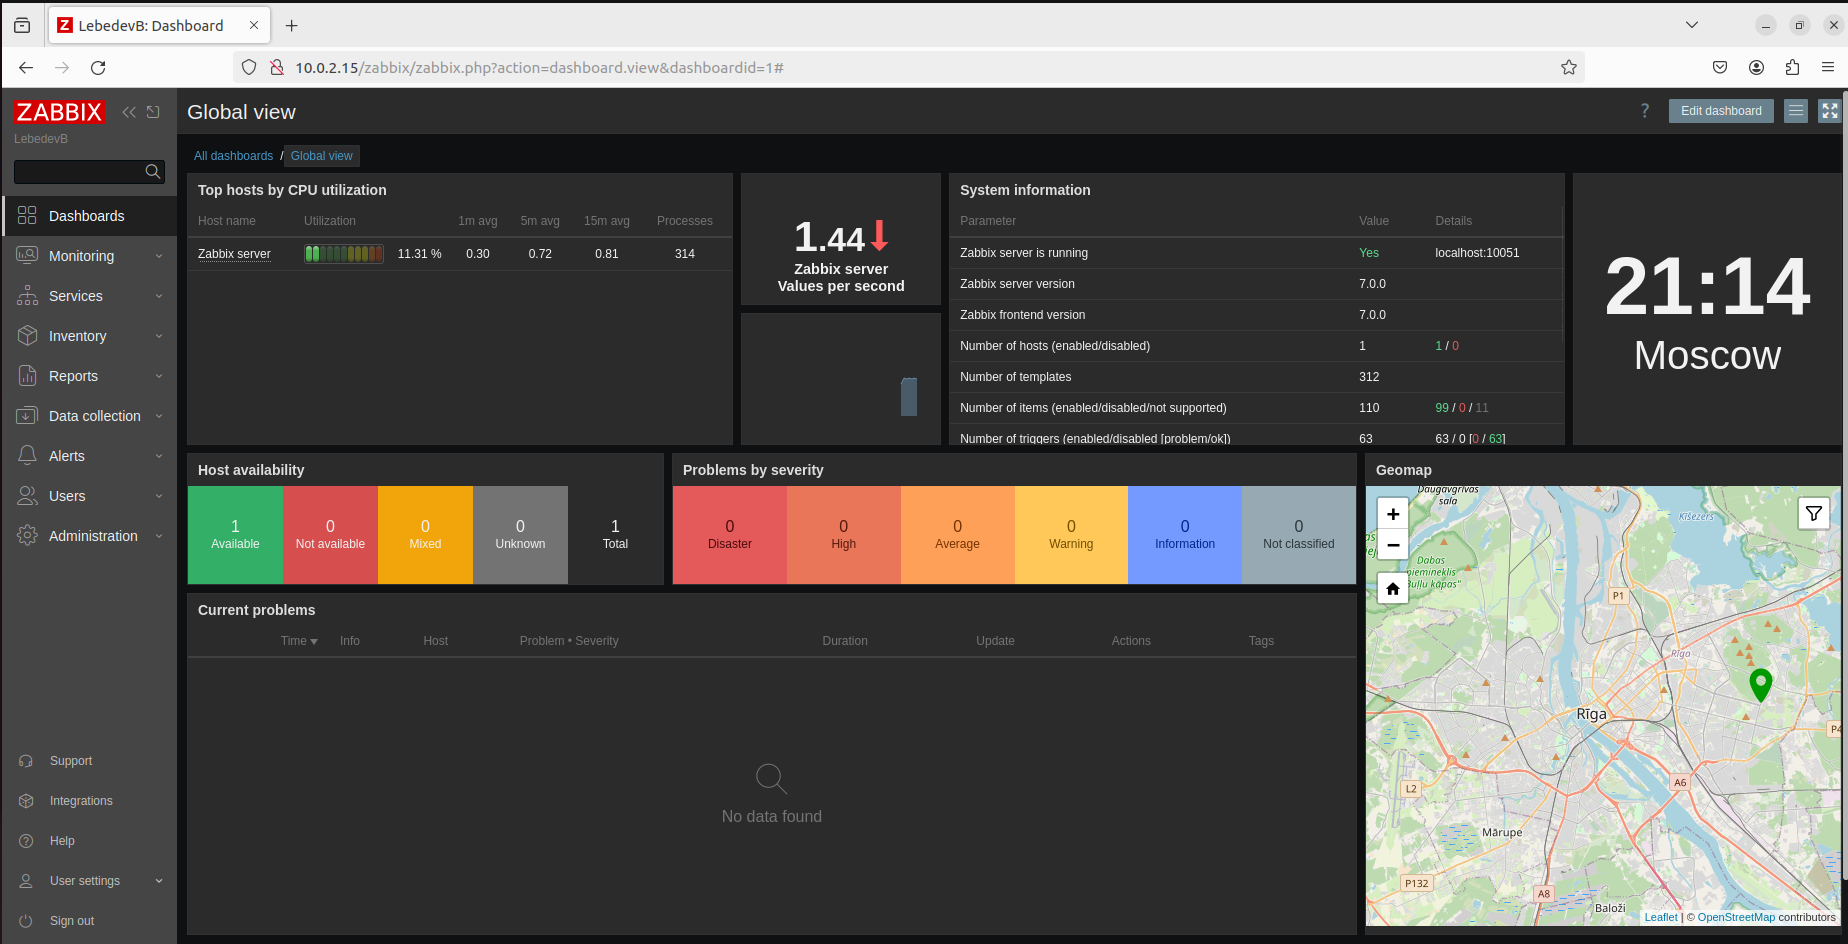 LebedevB: Dashboard
10.0.2.15/zabbix/zabbix.php?action=dashboard.view&dashboardid=1#
ZABBIX
LebedevB
Dashboards
Monitoring
Services
Inventory
Reports
Data collection
Alerts
Users
Administration
Support
Integrations
Help
User settings
Sign out
Global view
? Edit dashboard
All dashboards / Global view
Top hosts by CPU utilization
Host name Utilization 1m avg 5m avg 15m avg Processes
Zabbix server 11.31 % 0.30 0.72 0.81 314
1.44
Zabbix server
Values per second
System information
Parameter Value Details
Zabbix server is running Yes localhost:10051
Zabbix server version 7.0.0
Zabbix frontend version 7.0.0
Number of hosts (enabled/disabled) 1 1 / 0
Number of templates 312
Number of items (enabled/disabled/not supported) 110 99 / 0 / 11
Number of triggers (enabled/disabled [problem/ok]) 63 63 / 0 [0 / 63]
21:14
Moscow
Host availability
1 Available
0 Not available
0 Mixed
0 Unknown
1 Total
Problems by severity
0 Disaster
0 High
0 Average
0 Warning
0 Information
0 Not classified
Current problems
Time Info Host Problem • Severity Duration Update Actions Tags
No data found
Geomap
+
−
Daugavgrīvas
sala
Ķīšezers
Dabas
piemineklis
"Buļļu kāpas"
P1
Rīga
Rīga
P4
A6
L2
Mārupe
P132
A8
Baloži
Leaflet | © OpenStreetMap contributors